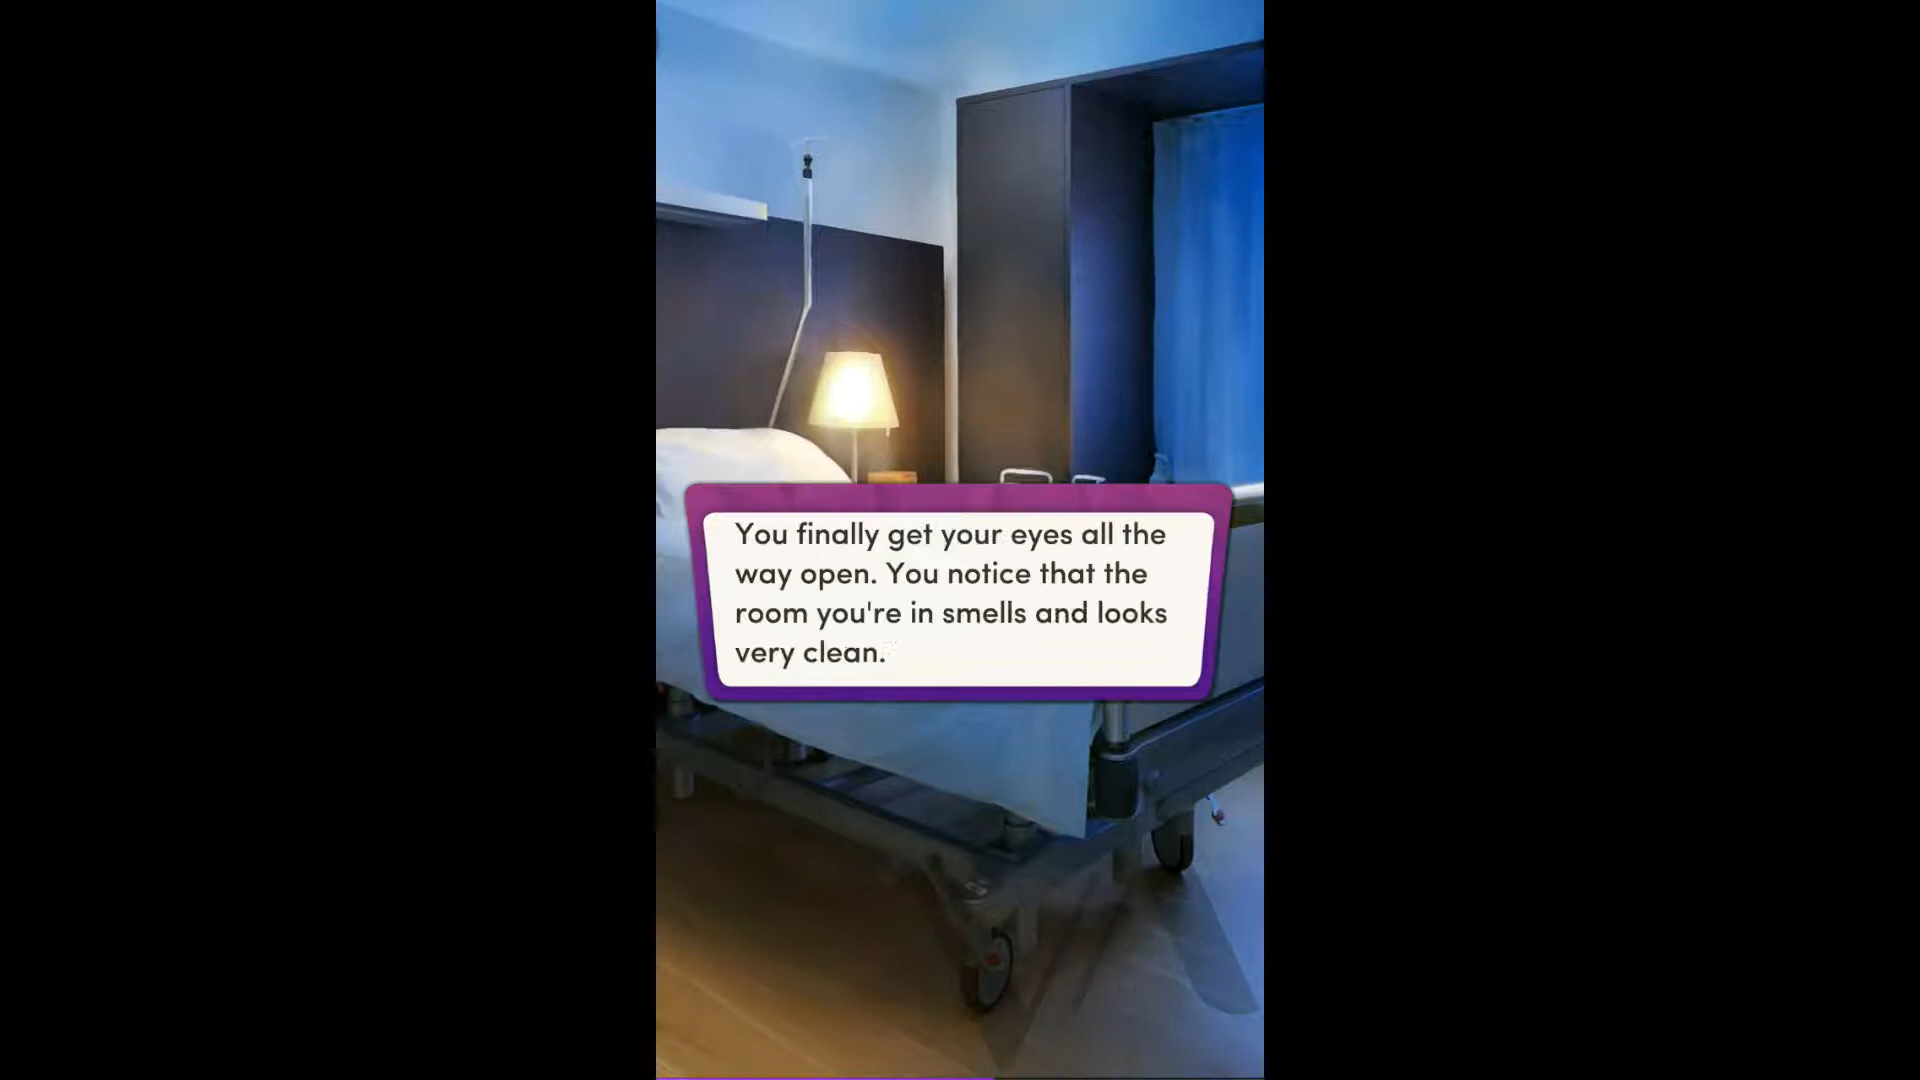 You finally get your eyes all the
way open. You notice that the
room you're in smells and looks
very clean.